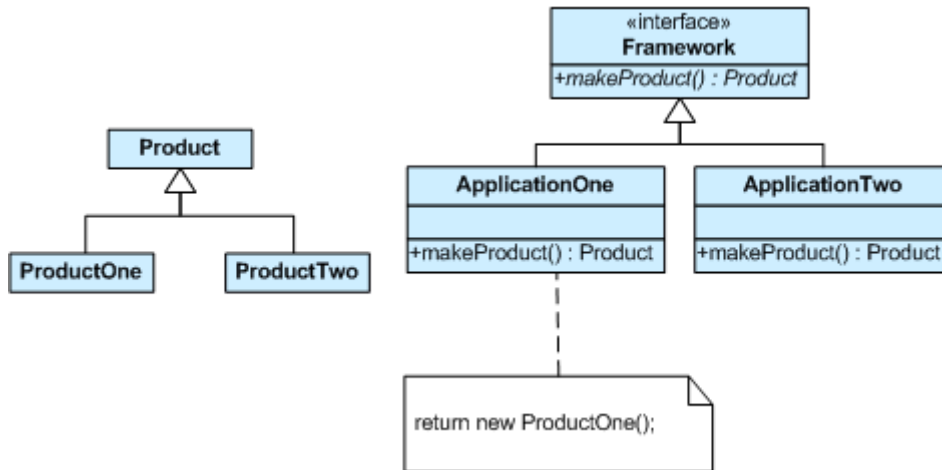 «interface»
Framework
+makeProduct() : Product
Product
ProductOne
ProductTwo
ApplicationOne
+makeProduct() : Product
ApplicationTwo
+makeProduct() : Product
return new ProductOne();